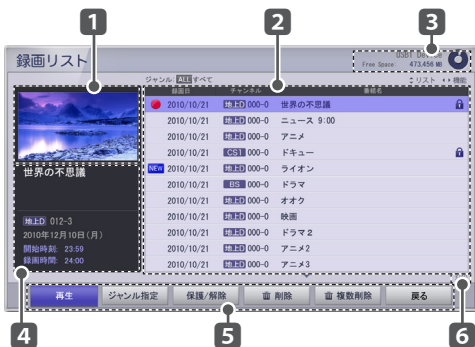 1
2
3
録画リスト
USB1 Device
Free Space: 473,456 MB
ジャンル: ALL すべて
リスト 機能
録画日 チャンネル 番組名
2010/10/21 地上D 000-0 世界の不思議
2010/10/21 地上D 000-0 ニュース 9:00
2010/10/21 地上D 000-0 アニメ
2010/10/21 CS1 000-0 ドキュー
NEW 2010/10/21 地上D 000-0 ライオン
2010/10/21 BS 000-0 ドラマ
2010/10/21 地上D 000-0 オオク
2010/10/21 地上D 000-0 映画
2010/10/21 地上D 000-0 ドラマ2
2010/10/21 地上D 000-0 アニメ2
2010/10/21 地上D 000-0 アニメ3
世界の不思議
地上D 012-3
2010年12月10日(月)
開始時刻: 23:59
録画時間: 24:00
再生 ジャンル指定 保護/解除 削除 複数削除 戻る
4
5
6